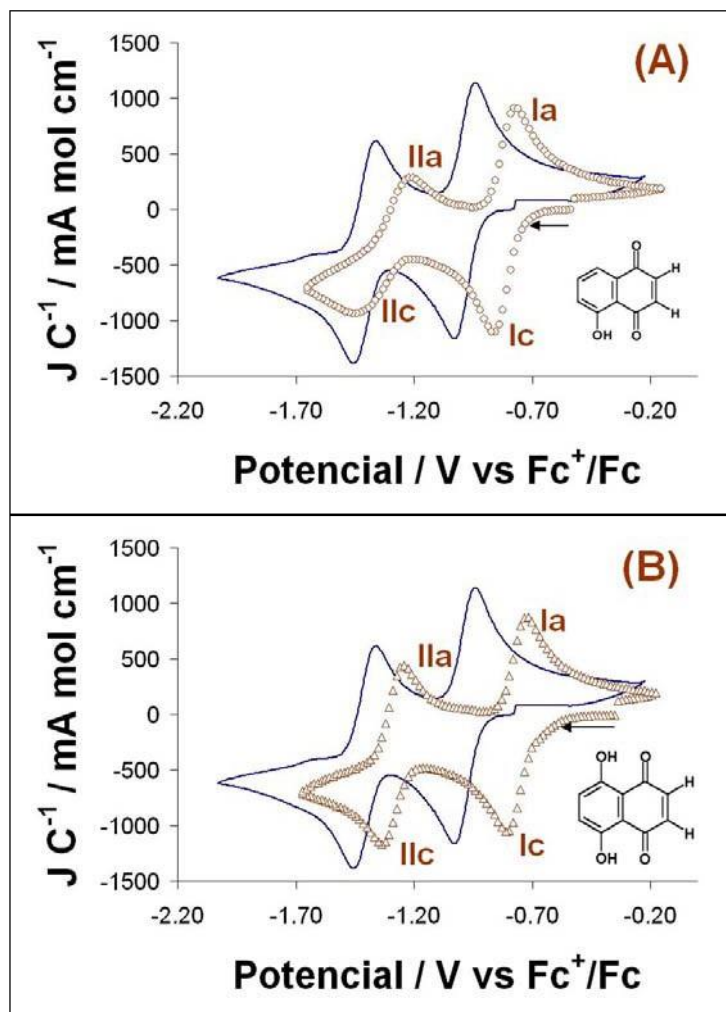 (A)
1500
1000
500
0
-500
-1000
-1500
J C-1 / mA mol cm-1
Ia
IIa
IIc
Ic
O
H
H
OH
O
-2.20 -1.70 -1.20 -0.70 -0.20
Potencial / V vs Fc+/Fc
(B)
1500
1000
500
0
-500
-1000
-1500
J C-1 / mA mol cm-1
Ia
IIa
IIc
Ic
OH
O
H
H
OH
O
-2.20 -1.70 -1.20 -0.70 -0.20
Potencial / V vs Fc+/Fc